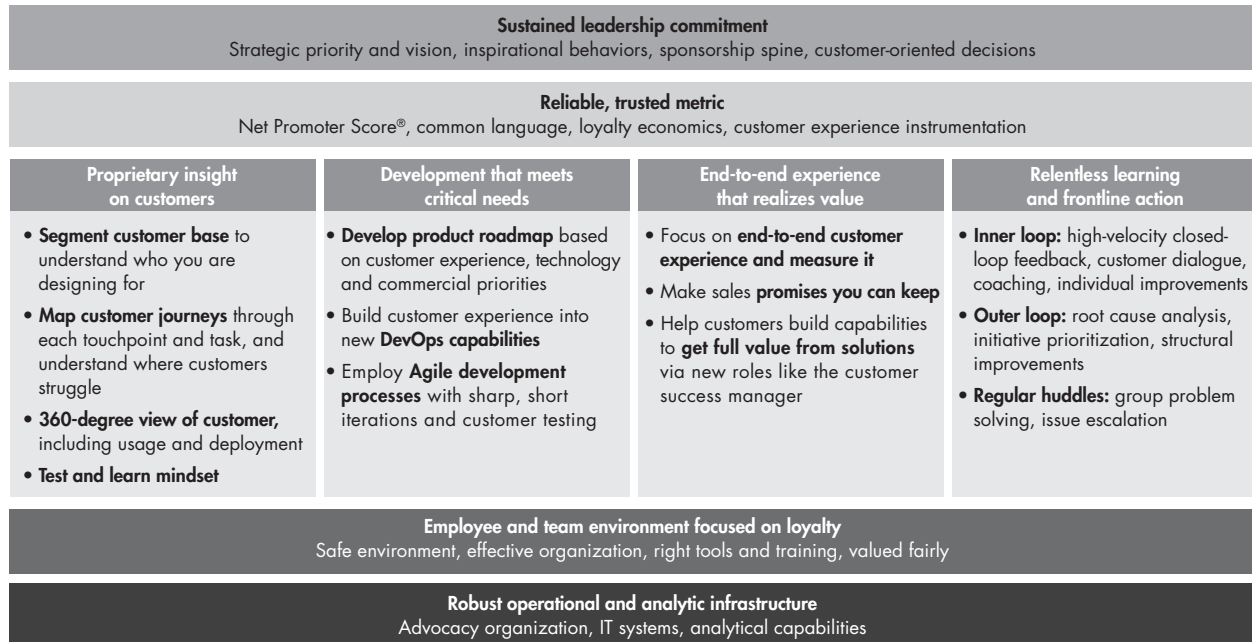 Sustained leadership commitment
Strategic priority and vision, inspirational behaviors, sponsorship spine, customer-oriented decisions
Reliable, trusted metric
Net Promoter Score®, common language, loyalty economics, customer experience instrumentation
Proprietary insight
on customers
• Segment customer base to
understand who you are
designing for
• Map customer journeys through
each touchpoint and task, and
understand where customers
struggle
• 360-degree view of customer,
including usage and deployment
• Test and learn mindset
Development that meets
critical needs
• Develop product roadmap based
on customer experience, technology
and commercial priorities
• Build customer experience into
new DevOps capabilities
• Employ Agile development
processes with sharp, short
iterations and customer testing
End-to-end experience
that realizes value
• Focus on end-to-end customer
experience and measure it
• Make sales promises you can keep
• Help customers build capabilities
to get full value from solutions
via new roles like the customer
success manager
Relentless learning
and frontline action
• Inner loop: high-velocity closed-
loop feedback, customer dialogue,
coaching, individual improvements
• Outer loop: root cause analysis,
initiative prioritization, structural
improvements
• Regular huddles: group problem
solving, issue escalation
Employee and team environment focused on loyalty
Safe environment, effective organization, right tools and training, valued fairly
Robust operational and analytic infrastructure
Advocacy organization, IT systems, analytical capabilities